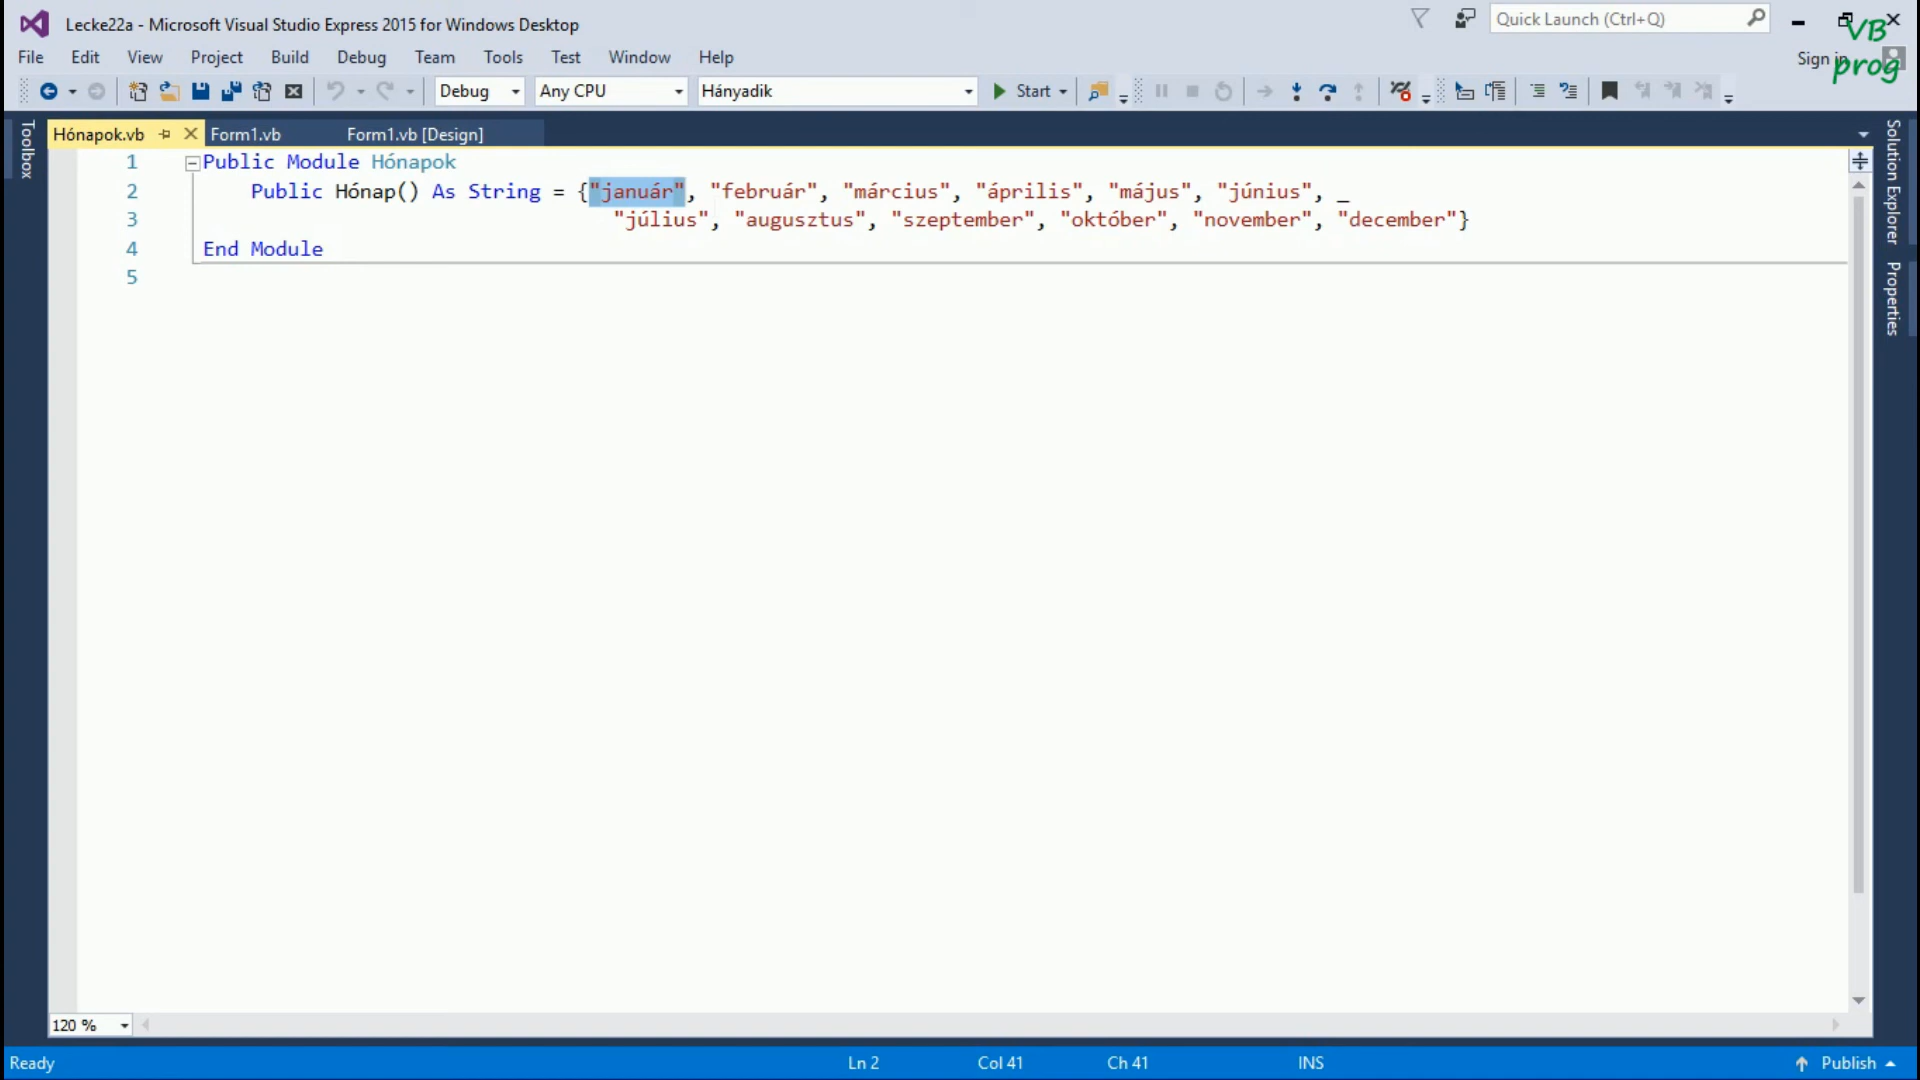 Lecke22a - Microsoft Visual Studio Express 2015 for Windows Desktop
Quick Launch (Ctrl+Q)
VB
prog
File Edit View Project Build Debug Team Tools Test Window Help
Sign in
Debug Any CPU Hányadik Start
Toolbox
Hónapok.vb Form1.vb Form1.vb [Design]
Solution Explorer
Properties
1 Public Module Hónapok
2 Public Hónap() As String = {"január", "február", "március", "április", "május", "június", _
3 "július", "augusztus", "szeptember", "október", "november", "december"}
4 End Module
5
120 %
Ready Ln 2 Col 41 Ch 41 INS Publish